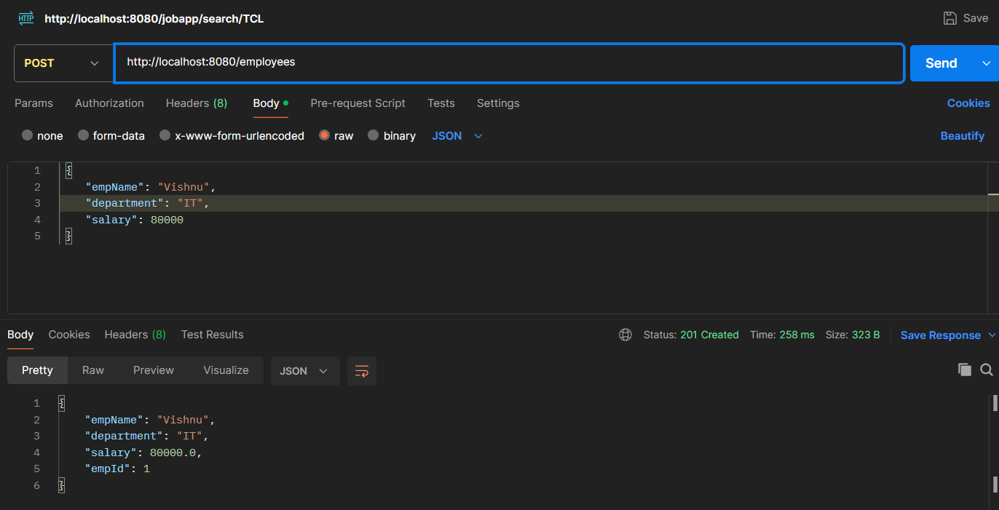 HTTP http://localhost:8080/jobapp/search/TCL Save
POST http://localhost:8080/employees Send
Params Authorization Headers (8) Body Pre-request Script Tests Settings Cookies
none form-data x-www-form-urlencoded raw binary JSON Beautify
1 {
2 "empName": "Vishnu",
3 "department": "IT",
4 "salary": 80000
5 }
Body Cookies Headers (8) Test Results Status: 201 Created Time: 258 ms Size: 323 B Save Response
Pretty Raw Preview Visualize JSON
1 {
2 "empName": "Vishnu",
3 "department": "IT",
4 "salary": 80000.0,
5 "empId": 1
6 }